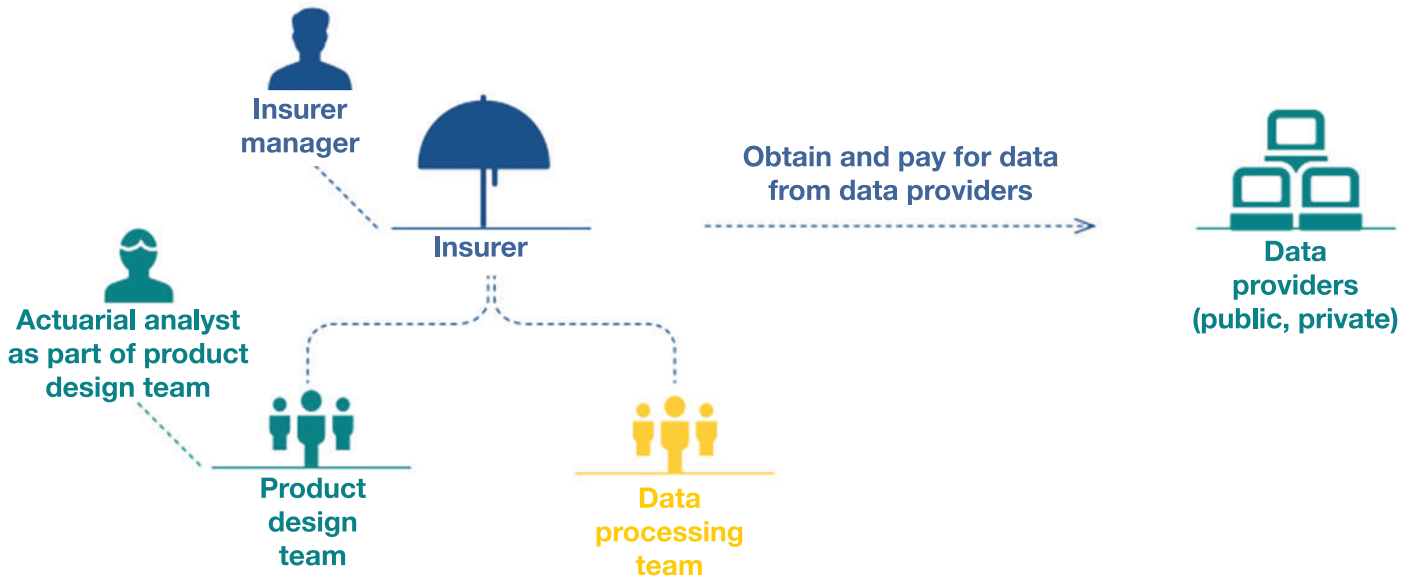 Insurer
manager
Obtain and pay for data
from data providers
Insurer
Data
providers
(public, private)
Actuarial analyst
as part of product
design team
Product
design
team
Data
processing
team